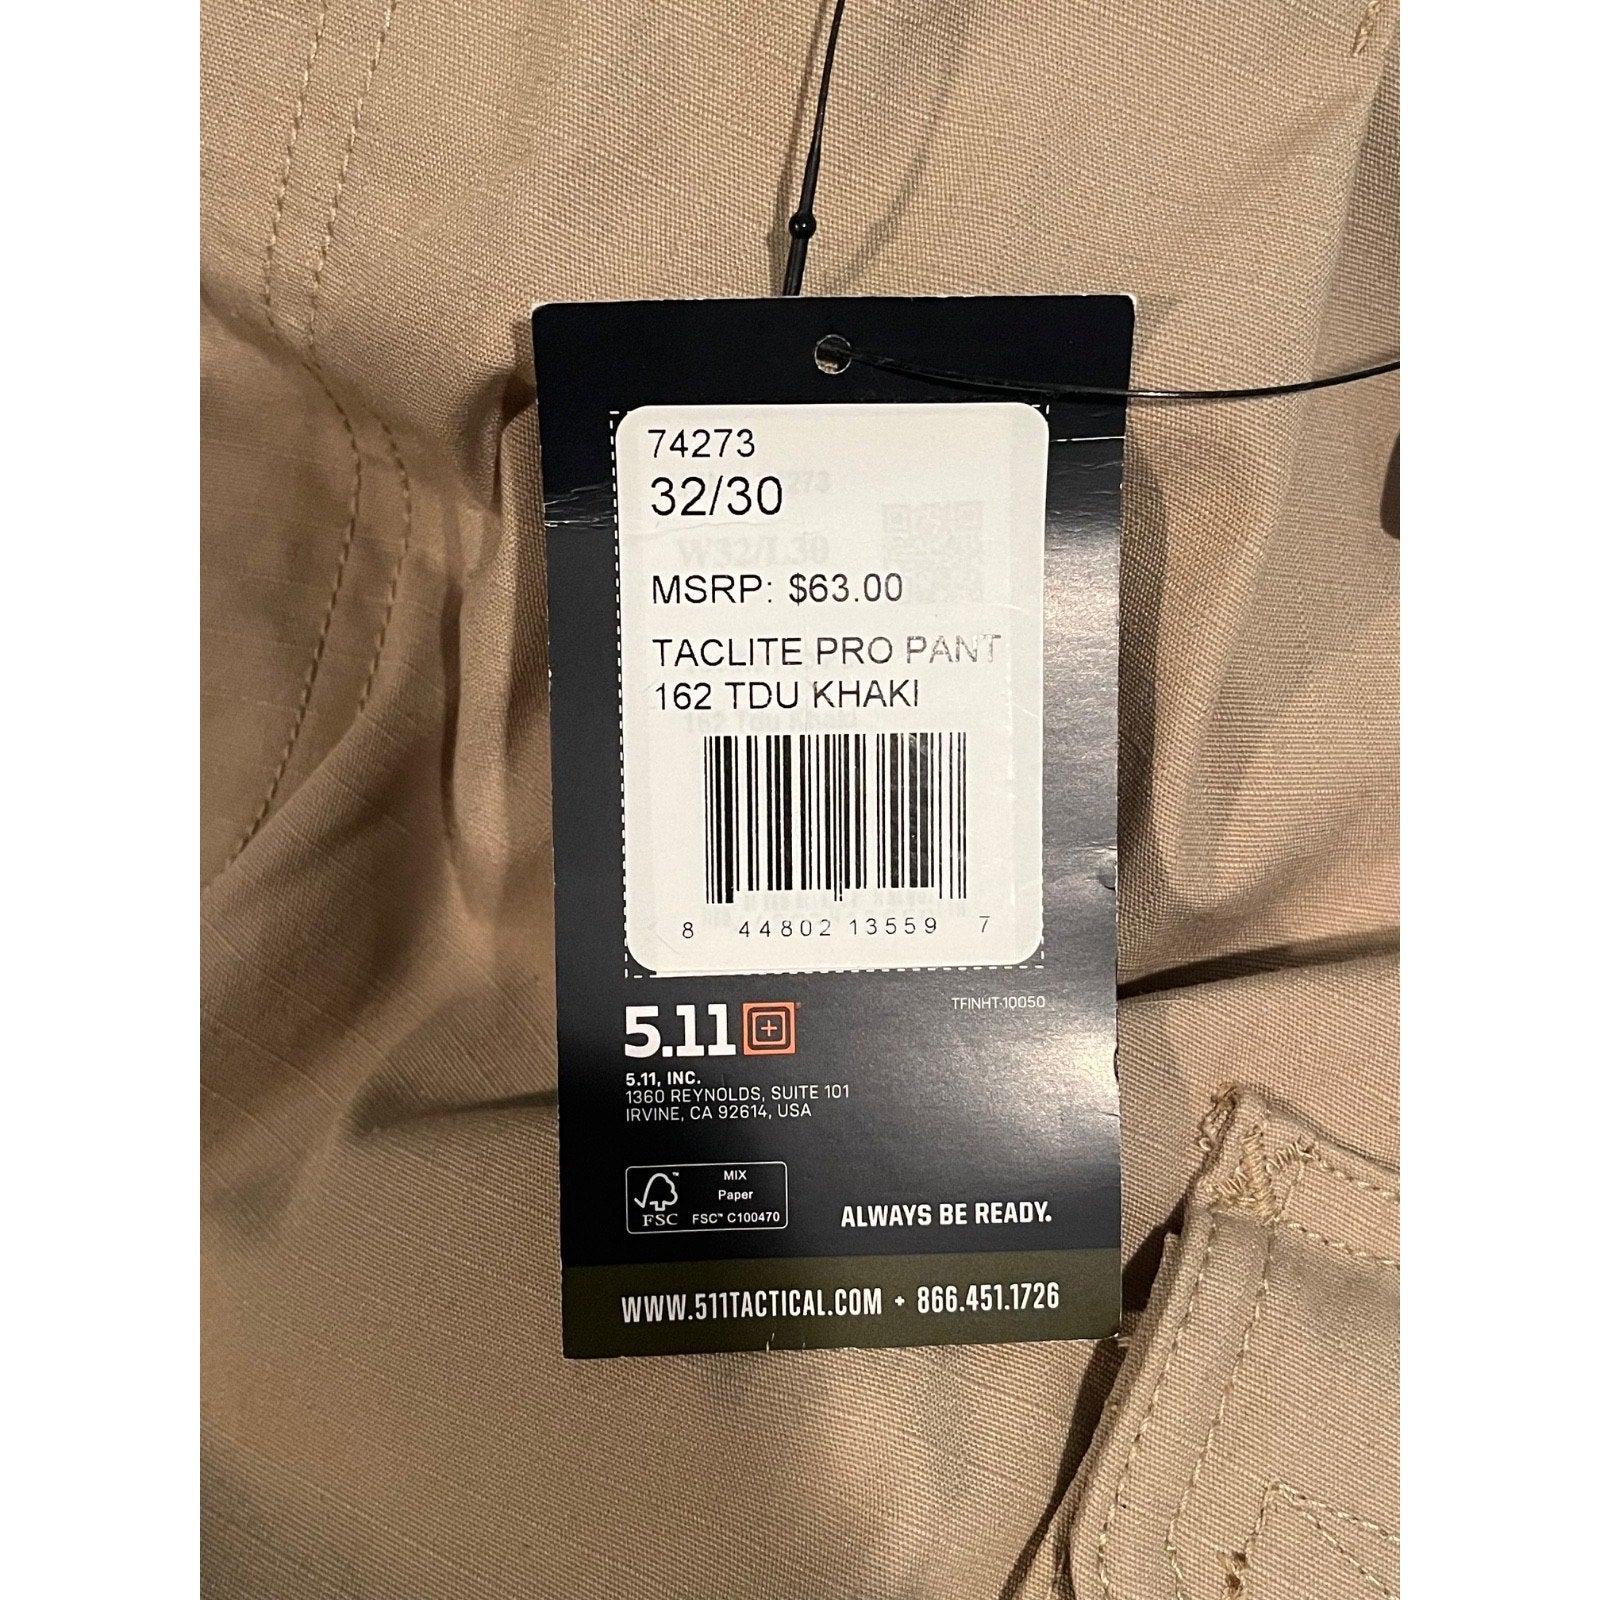 74273
32/30
MSRP: $63.00
TACLITE PRO PANT
162 TDU KHAKI
8 44802 13559 7
5.11
TFINHT-10050
5.11, INC.
1360 REYNOLDS, SUITE 101
IRVINE, CA 92614, USA
MIX
Paper
FSC™ C100470
FSC
ALWAYS BE READY.
WWW.511TACTICAL.COM • 866.451.1726